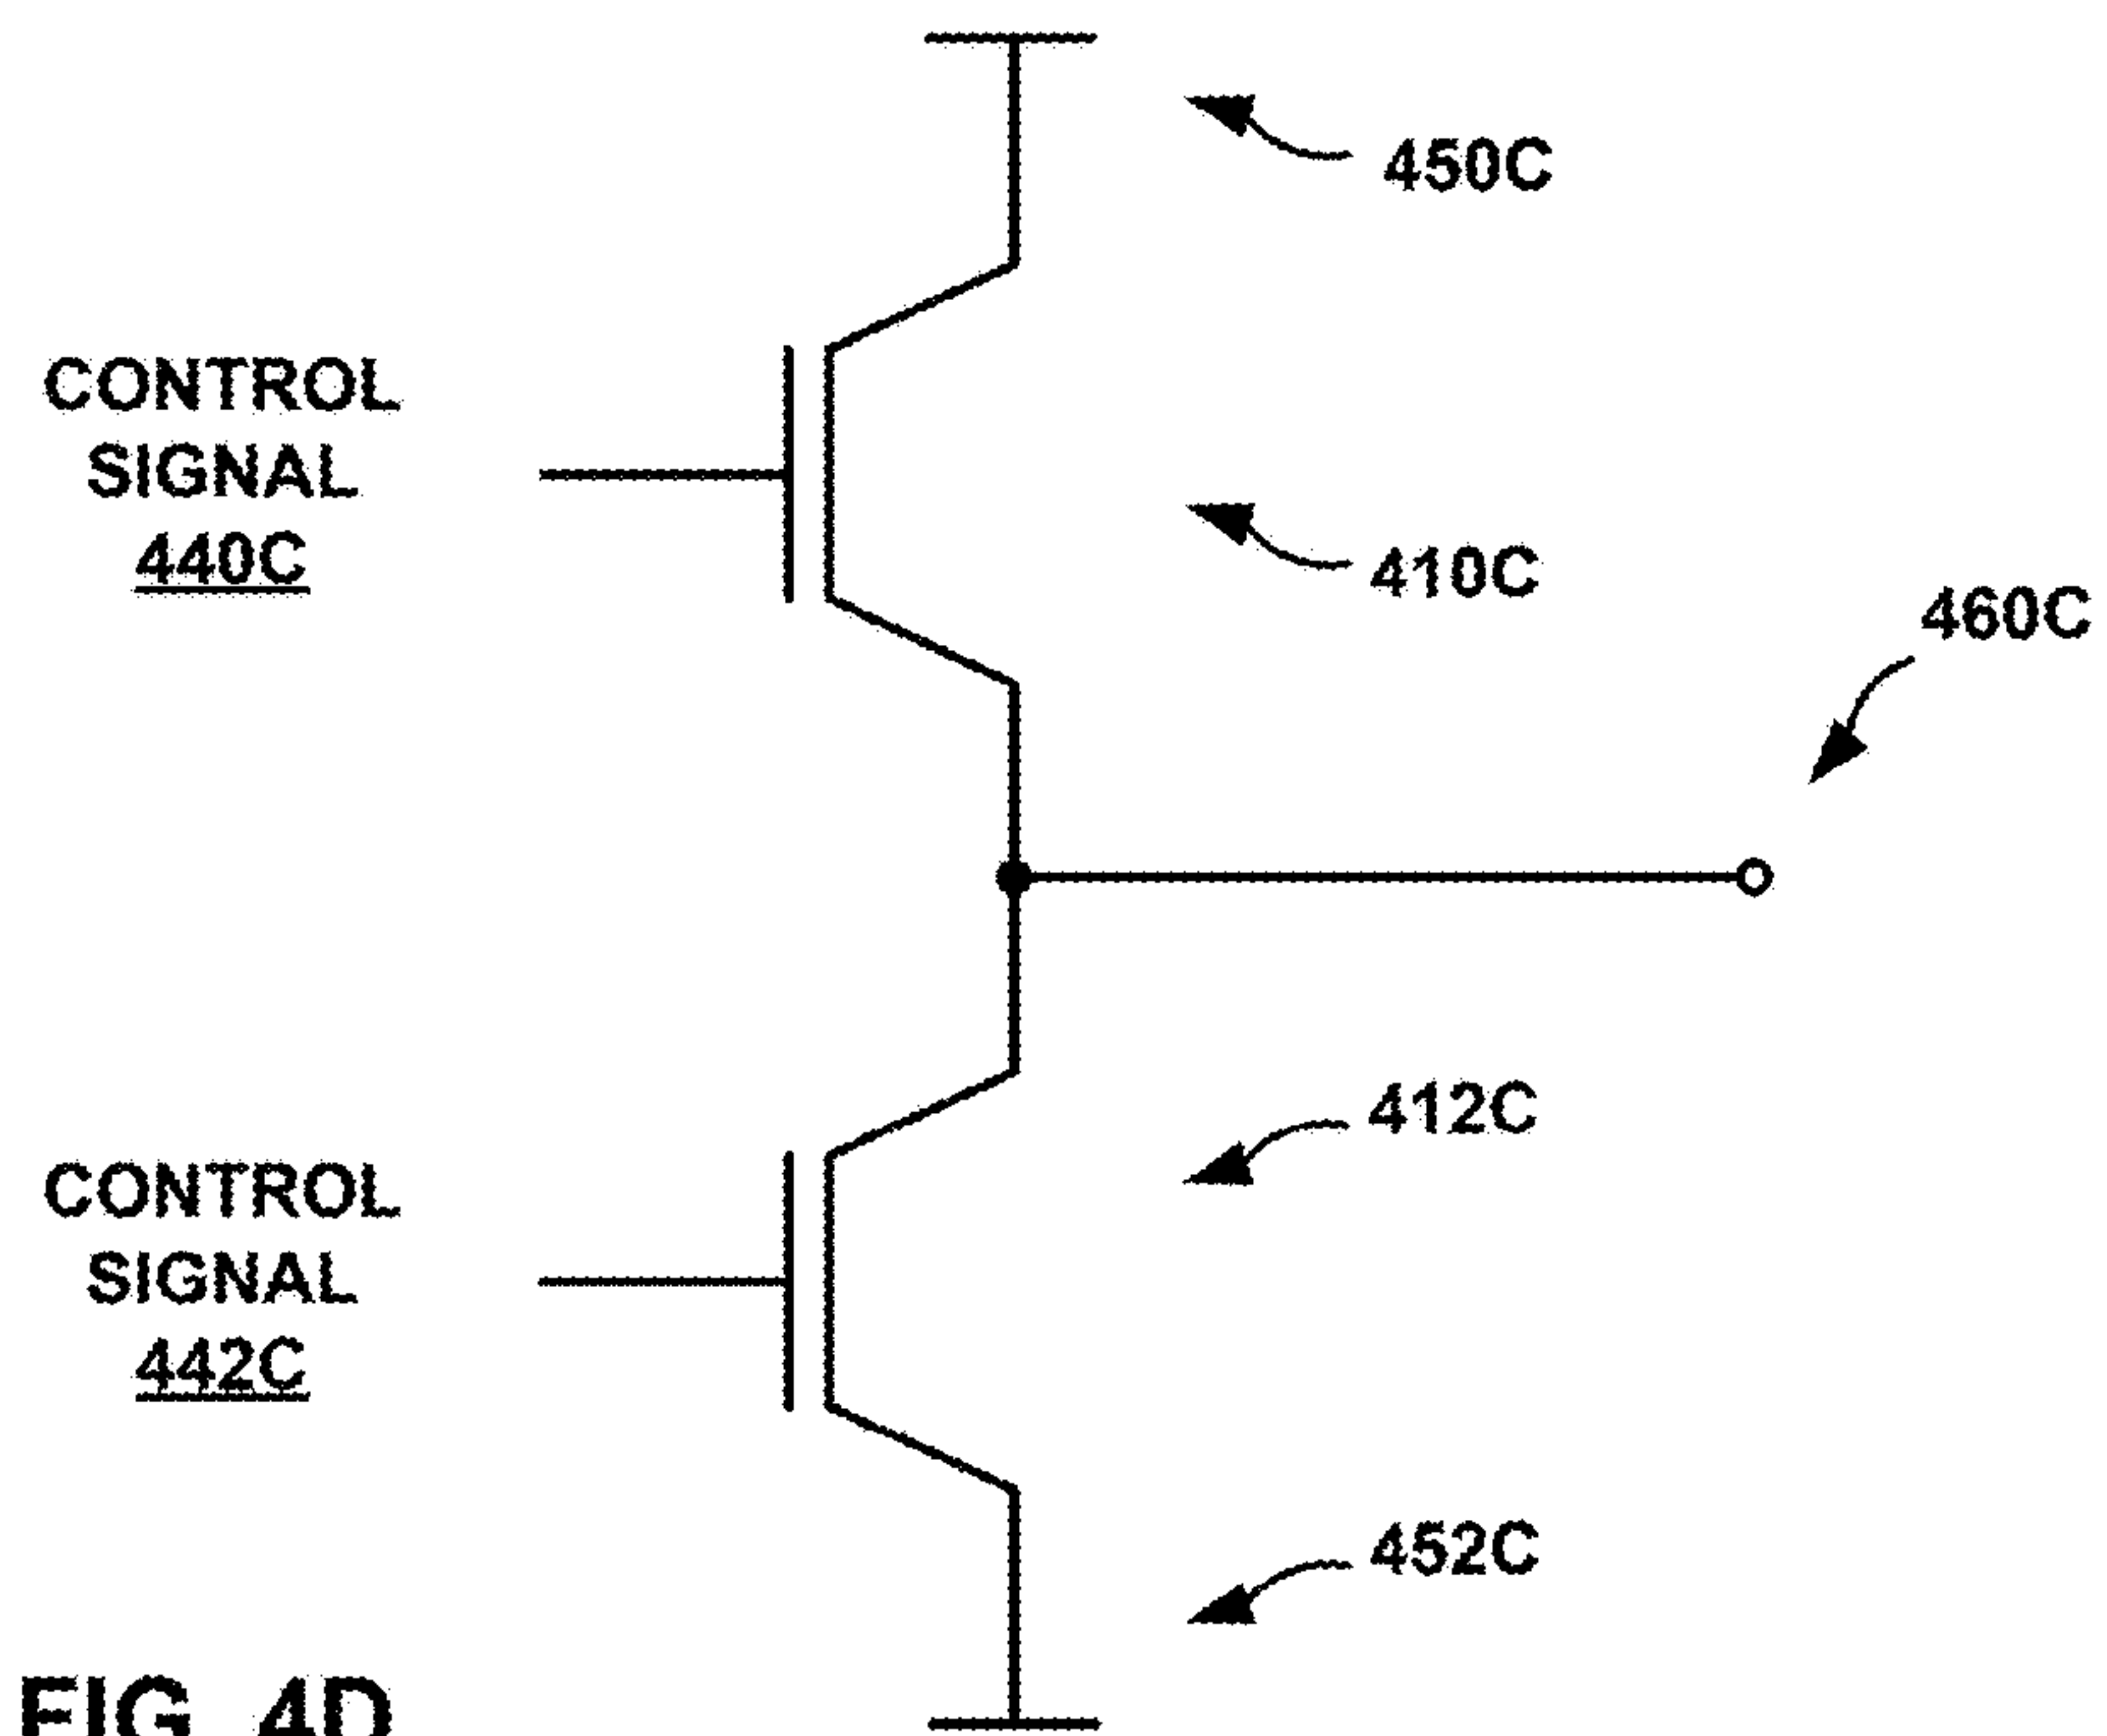 450C
CONTROL
SIGNAL
440C
410C
460C
412C
CONTROL
SIGNAL
442C
452C
FIG 4D